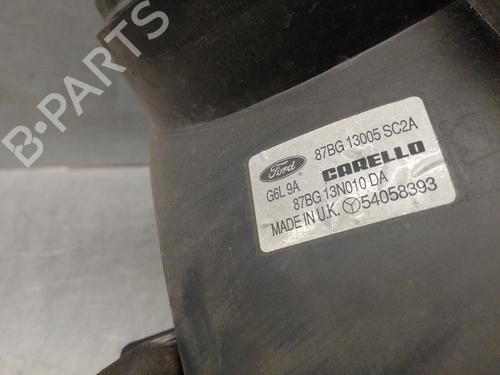 87BG 13005 SC2A
Ford
G6L 9A CARELLO
87BG 13N010 DA
MADE IN U.K. 54058393
B-PARTS